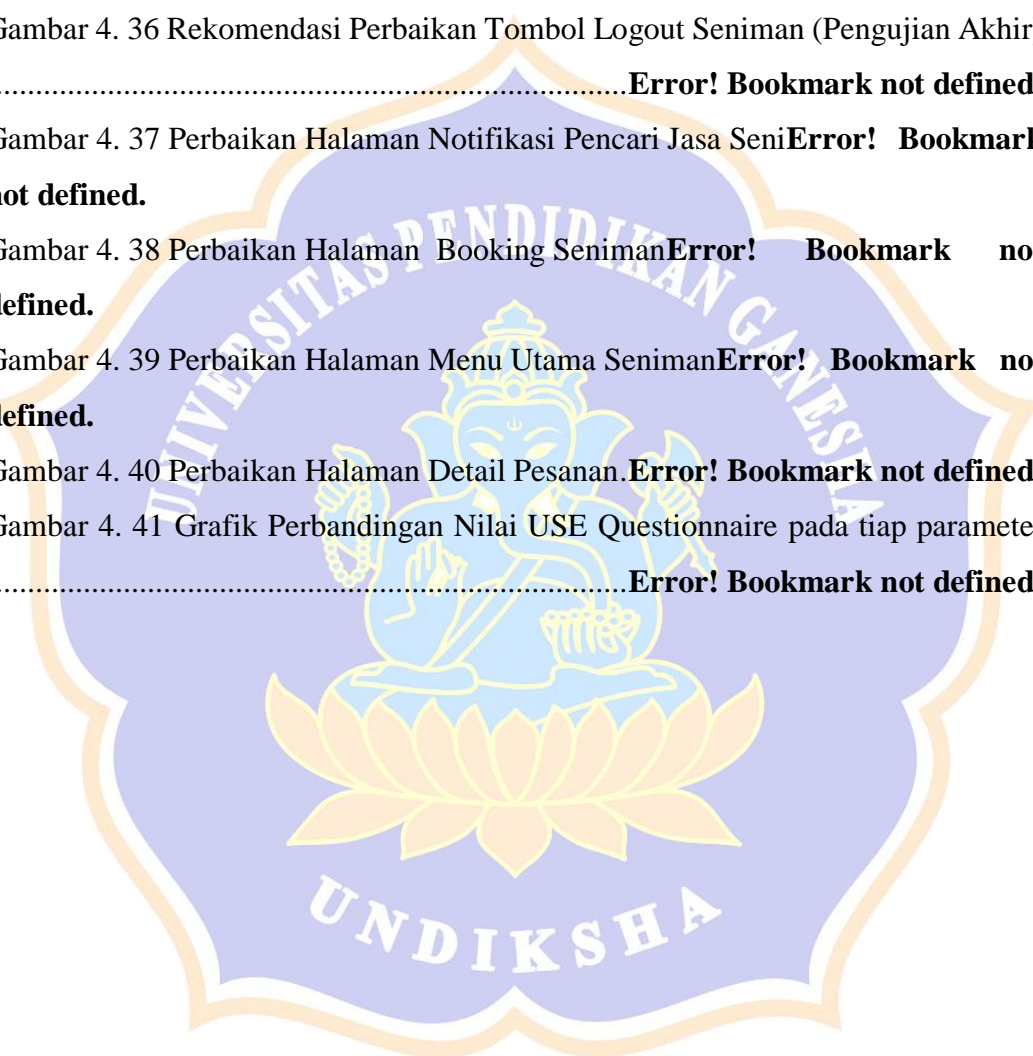 Gambar 4. 36 Rekomendasi Perbaikan Tombol Logout Seniman (Pengujian Akhir
..............................................................................Error! Bookmark not defined
Gambar 4. 37 Perbaikan Halaman Notifikasi Pencari Jasa SeniError! Bookmark
not defined.
Gambar 4. 38 Perbaikan Halaman Booking SenimanError! Bookmark no
defined.
Gambar 4. 39 Perbaikan Halaman Menu Utama SenimanError! Bookmark no
defined.
Gambar 4. 40 Perbaikan Halaman Detail Pesanan.Error! Bookmark not defined
Gambar 4. 41 Grafik Perbandingan Nilai USE Questionnaire pada tiap paramete
..............................................................................Error! Bookmark not defined
UNIVERSITAS PENDIDIKAN GANESHA
UNDIKSHA